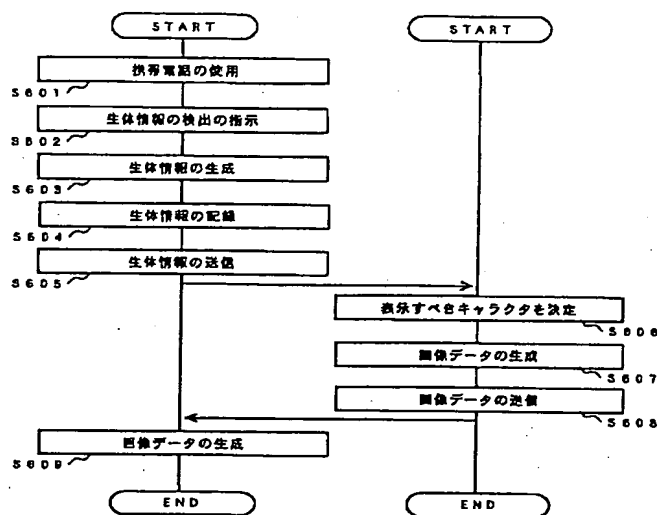 START
START
携帯電話の使用
S601
生体情報の検出の指示
S602
生体情報の生成
S603
生体情報の記録
S604
生体情報の送信
S605
表示すべきキャラクタを決定
S606
画像データの生成
S607
画像データの送信
S608
画像データの生成
S609
END
END